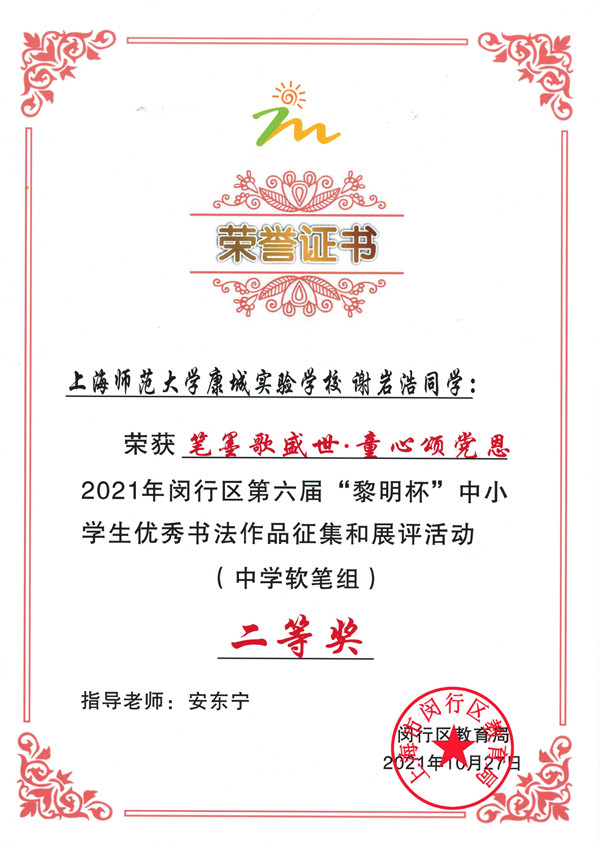 荣誉证书
上海师范大学康城实验学校 谢岩浩同学：
荣获 笔墨歌盛世·童心颂党恩
2021年闵行区第六届“黎明杯”中小
学生优秀书法作品征集和展评活动
（中学软笔组）
二等奖
指导老师：安东宁
上海市闵行区教育局
闵行区教育局
2021年10月27日